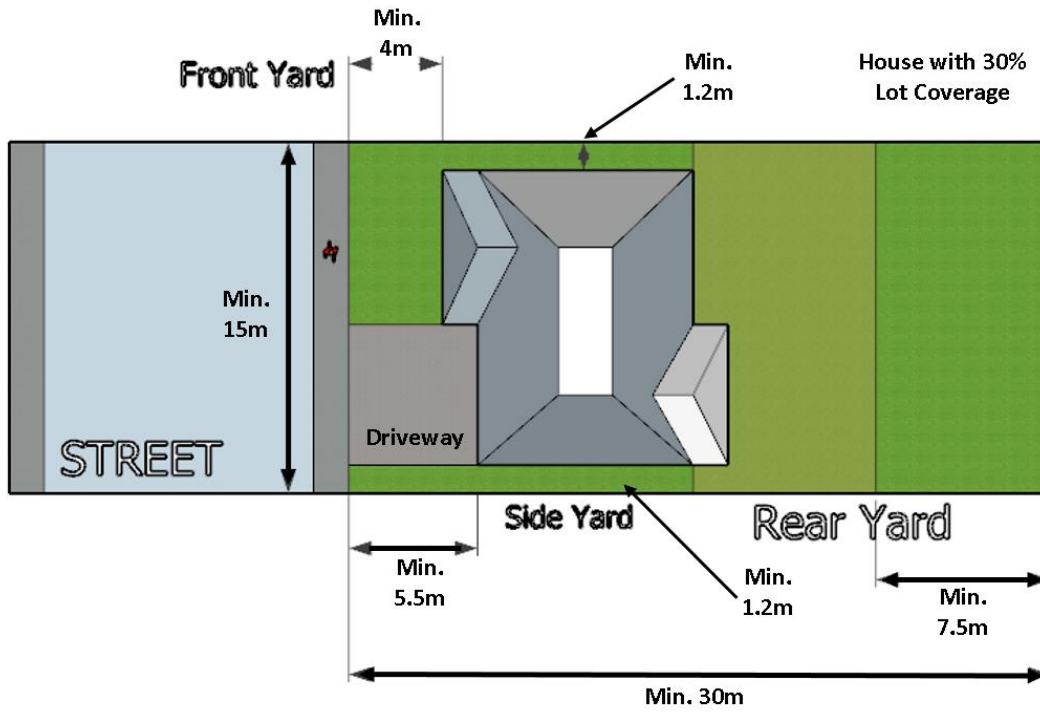 Min.
4m
Front Yard
Min.
1.2m
House with 30%
Lot Coverage
Min.
15m
Driveway
STREET
Side Yard
Rear Yard
Min.
5.5m
Min.
1.2m
Min.
7.5m
Min. 30m